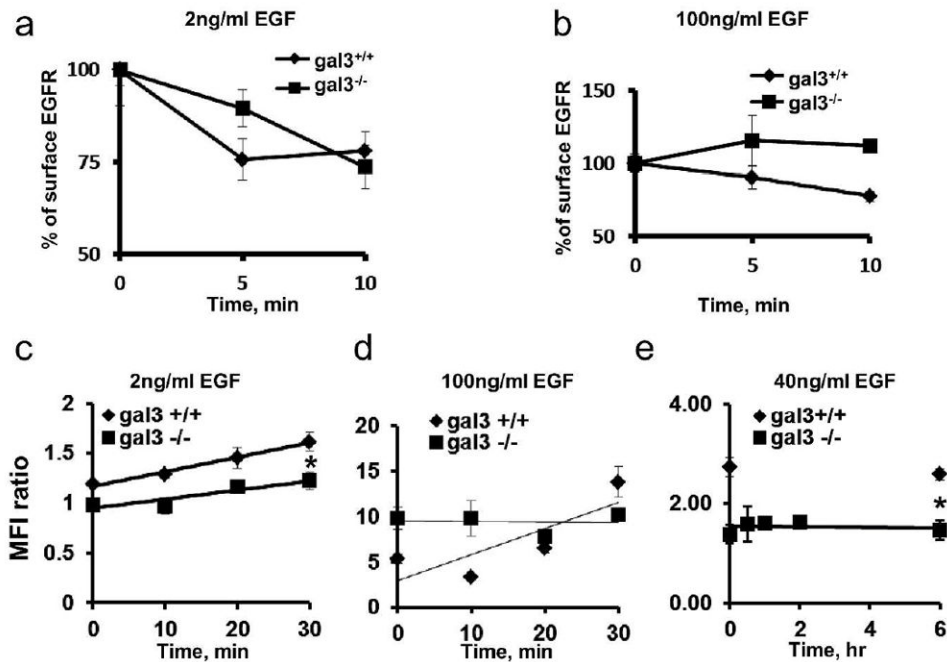 a
2ng/ml EGF
gal3+/+
gal3-/-
% of surface EGFR
100
75
50
0
5
10
Time, min
b
100ng/ml EGF
gal3+/+
gal3-/-
%of surface EGFR
150
100
50
0
5
10
Time, min
c
2ng/ml EGF
gal3 +/+
gal3 -/-
MFI ratio
2
1.5
1
0.5
0
*
0
10
20
30
Time, min
d
100ng/ml EGF
gal3 +/+
gal3 -/-
20
15
10
5
0
0
10
20
30
Time, min
e
40ng/ml EGF
gal3+/+
gal3 -/-
4.00
2.00
0.00
*
0
2
4
6
Time, hr